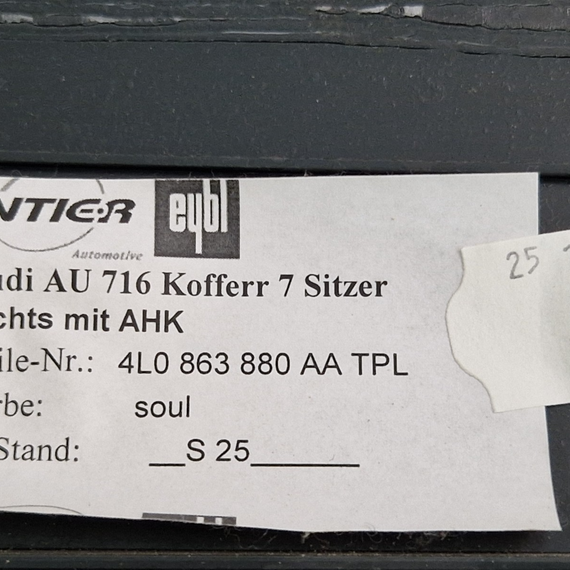 NTIER eybl
Automotive
udi AU 716 Kofferr 7 Sitzer
chts mit AHK
ile-Nr.: 4L0 863 880 AA TPL
rbe: soul
Stand: __S 25______
25